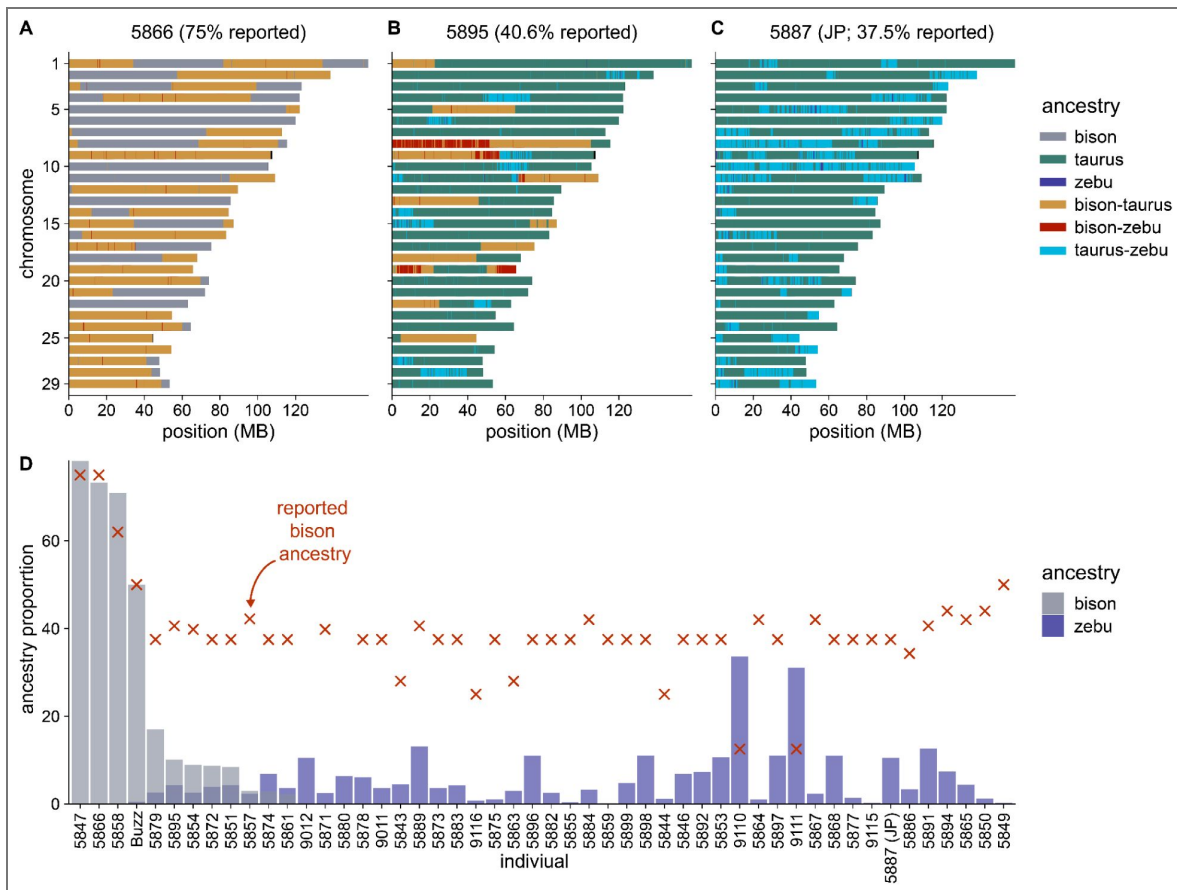 A
5866 (75% reported)
B
5895 (40.6% reported)
C
5887 (JP; 37.5% reported)
chromosome
1
5
10
15
20
25
29
0 20 40 60 80 100 120
position (MB)
0 20 40 60 80 100 120
position (MB)
0 20 40 60 80 100 120
position (MB)
ancestry
bison
taurus
zebu
bison-taurus
bison-zebu
taurus-zebu
D
ancestry proporrtion
60
40
20
0
reported
bison
ancestry
5847 5866 5858 Buzz 5879 5895 5854 5872 5851 5857 5874 5861 9012 5871 5880 5878 9011 5843 5889 5873 5883 9116 5875 5863 5896 5882 5855 5884 5859 5899 5898 5844 5846 5892 5853 9110 5864 5897 9111 5867 5868 5877 9115 5887 (JP) 5886 5891 5894 5865 5850 5849
indiviual
ancestry
bison
zebu